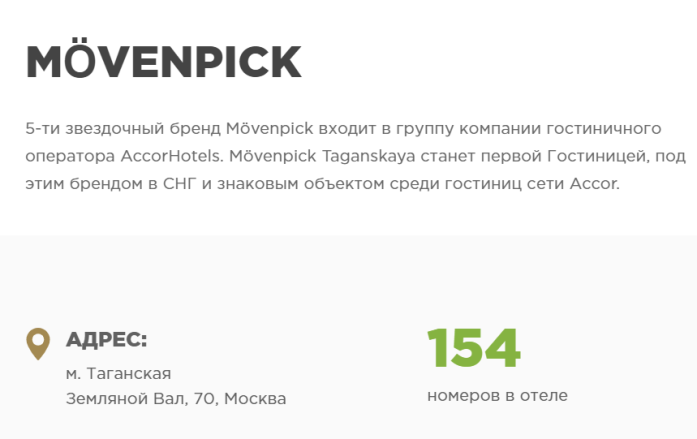 MÖVENPICK
5-ти звездочный бренд Mövenpick входит в группу компании гостиничного
оператора AccorHotels. Mövenpick Taganskaya станет первой Гостиницей, под
этим брендом в СНГ и знаковым объектом среди гостиниц сети Accor.
АДРЕС:
м. Таганская
Земляной Вал, 70, Москва
154
номеров в отеле